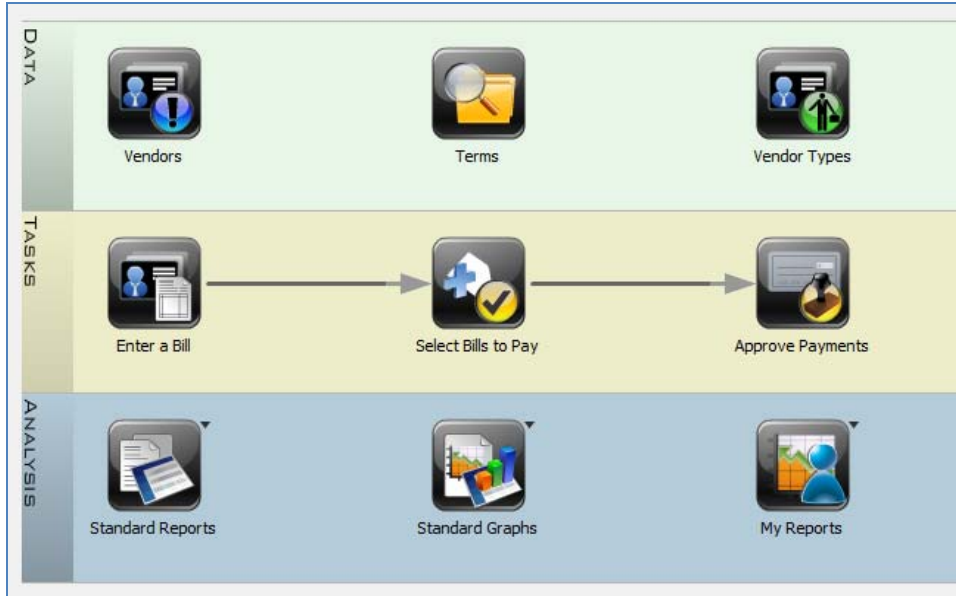 DATA
Vendors
Terms
Vendor Types
TASKS
Enter a Bill
Select Bills to Pay
Approve Payments
ANALYSIS
Standard Reports
Standard Graphs
My Reports